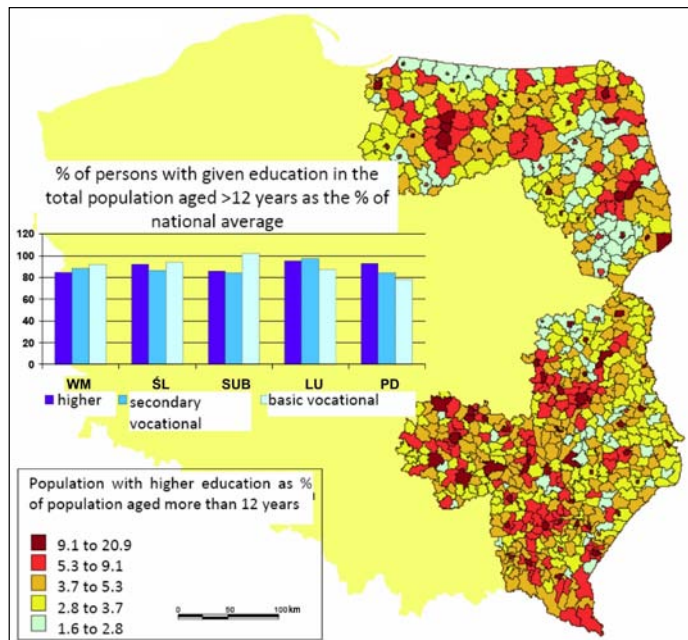 % of persons with given education in the
total population aged >12 years as the % of
national average
120
100
80
60
40
20
0
WM ŚL SUB LU PD
higher secondary vocational basic vocational
Population with higher education as %
of population aged more than 12 years
9.1 to 20.9
5.3 to 9.1
3.7 to 5.3
2.8 to 3.7
1.6 to 2.8
0 50 100 km